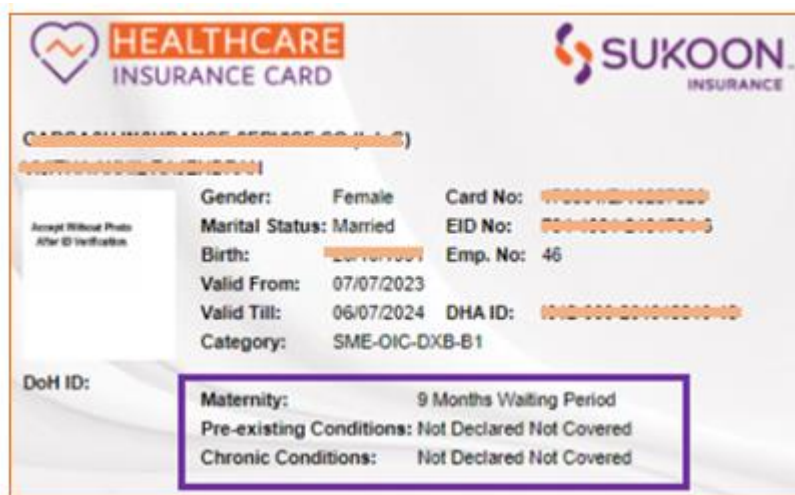 HEALTHCARE
INSURANCE CARD
SUKOON
INSURANCE
Accept Without Photo
After ID Verification
Gender: Female Card No:
Marital Status: Married EID No:
Birth: Emp. No: 46
Valid From: 07/07/2023
Valid Till: 06/07/2024 DHA ID:
Category: SME-OIC-DXB-B1
DoH ID:
Maternity: 9 Months Waiting Period
Pre-existing Conditions: Not Declared Not Covered
Chronic Conditions: Not Declared Not Covered